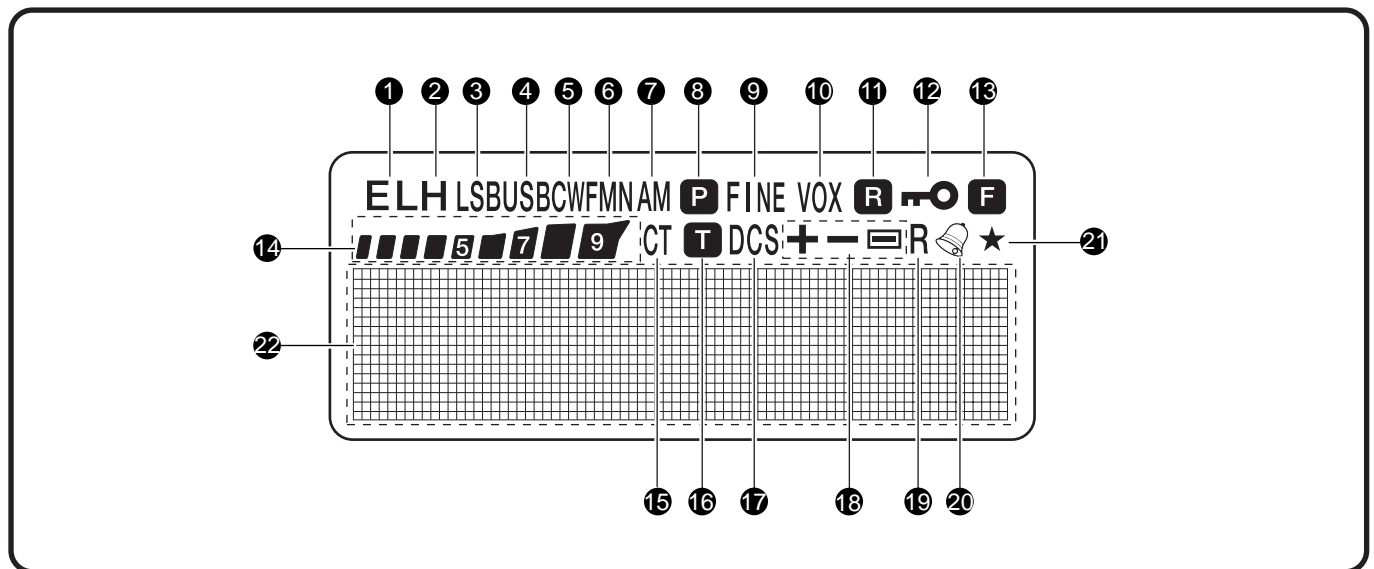 1 2 3 4 5 6 7 8 9 10 11 12 13
ELH LSBUSBCWFMNAM P FINE VOX R F
14 5 7 9 CT T DCS R ★ 21
22
15 16 17 18 19 20